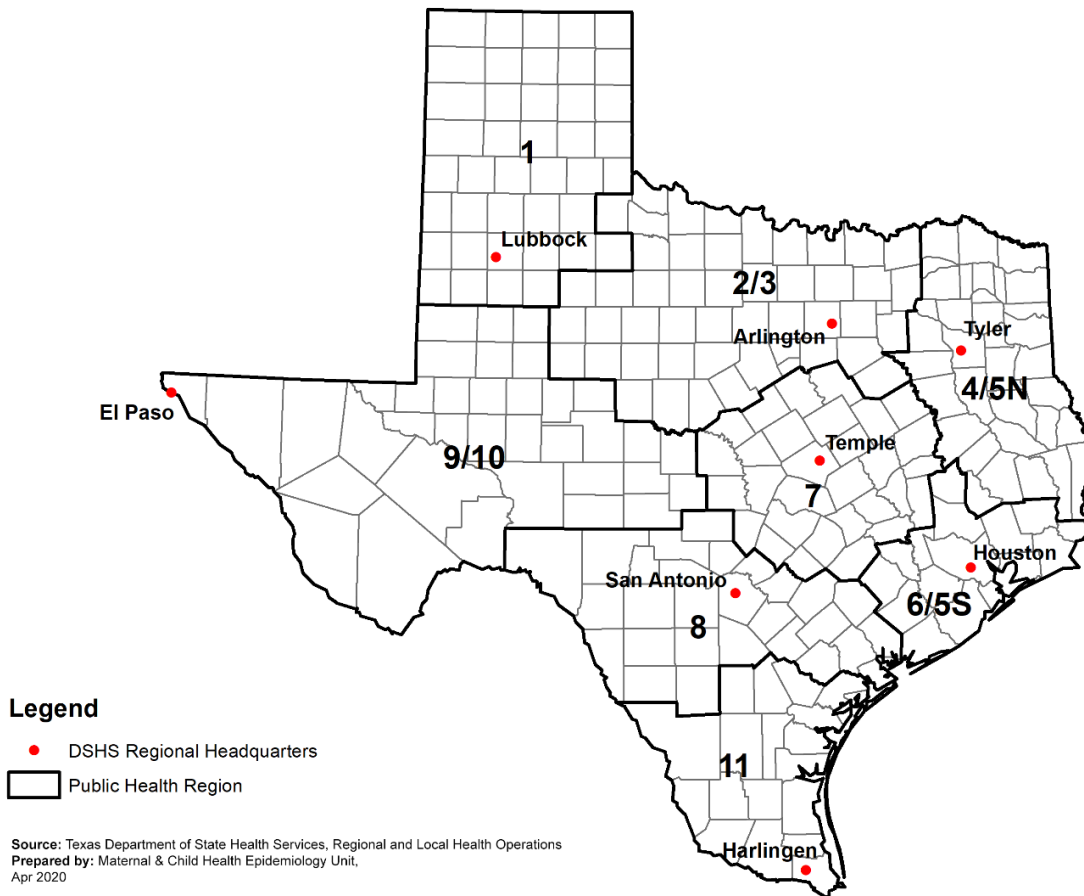 1
Lubbock
2/3
Arlington
Tyler
4/5N
El Paso
9/10
Temple
7
Houston
San Antonio
6/5S
8
11
Harlingen
Legend
DSHS Regional Headquarters
Public Health Region
Source: Texas Department of State Health Services, Regional and Local Health Operations
Prepared by: Maternal & Child Health Epidemiology Unit,
Apr 2020